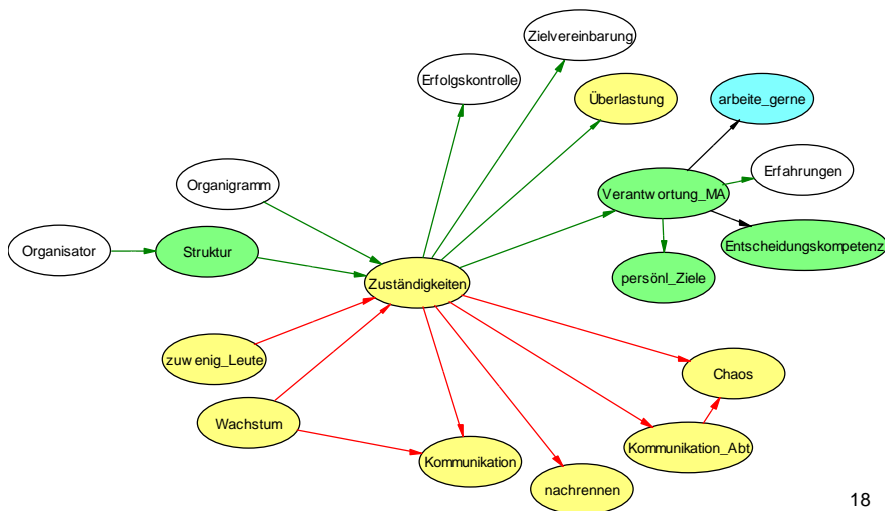 Zielvereinbarung
Erfolgskontrolle
Überlastung
arbeite_gerne
Organigramm
Erfahrungen
Verantwortung_MA
Organisator
Struktur
Entscheidungskompetenz
persönl_Ziele
Zuständigkeiten
zuwenig_Leute
Chaos
Wachstum
Kommunikation_Abt
Kommunikation
nachrennen
18